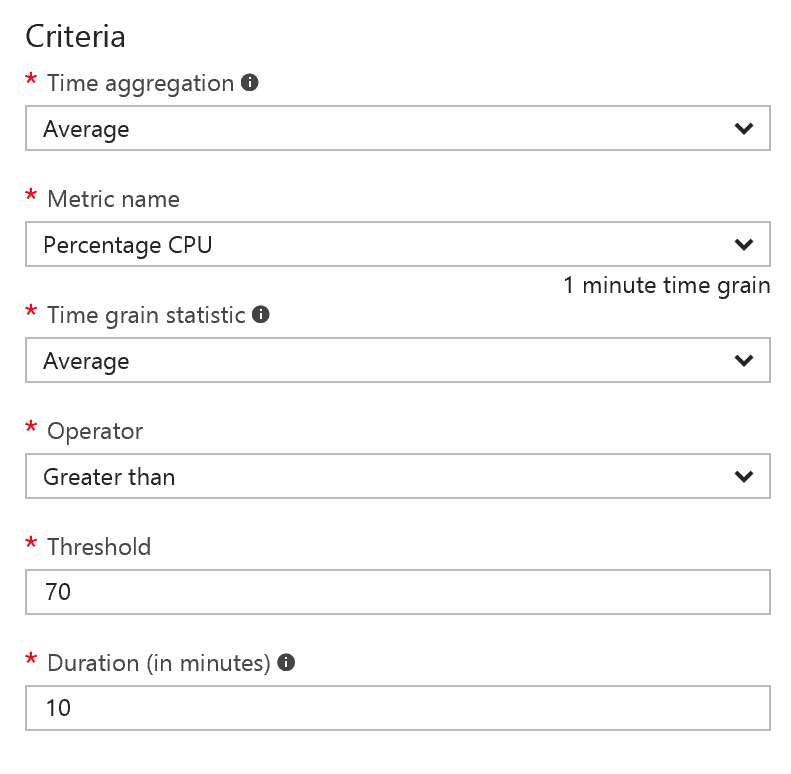 Criteria
* Time aggregation
Average
* Metric name
Percentage CPU
1 minute time grain
* Time grain statistic
Average
* Operator
Greater than
* Threshold
70
* Duration (in minutes)
10